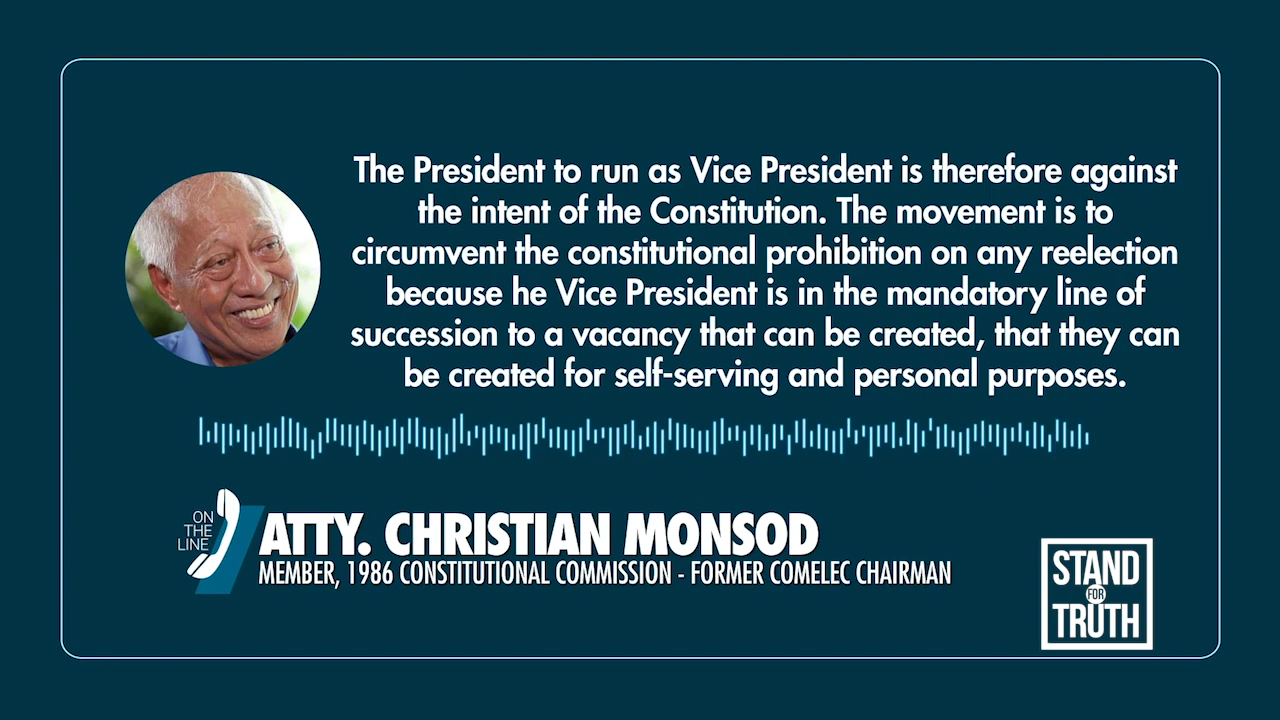 The President to run as Vice President is therefore against
the intent of the Constitution. The movement is to
circumvent the constitutional prohibition on any reelection
because he Vice President is in the mandatory line of
succession to a vacancy that can be created, that they can
be created for self-serving and personal purposes.
ON
THE
LINE
ATTY. CHRISTIAN MONSOD
MEMBER, 1986 CONSTITUTIONAL COMMISSION - FORMER COMELEC CHAIRMAN
STAND
FOR
TRUTH